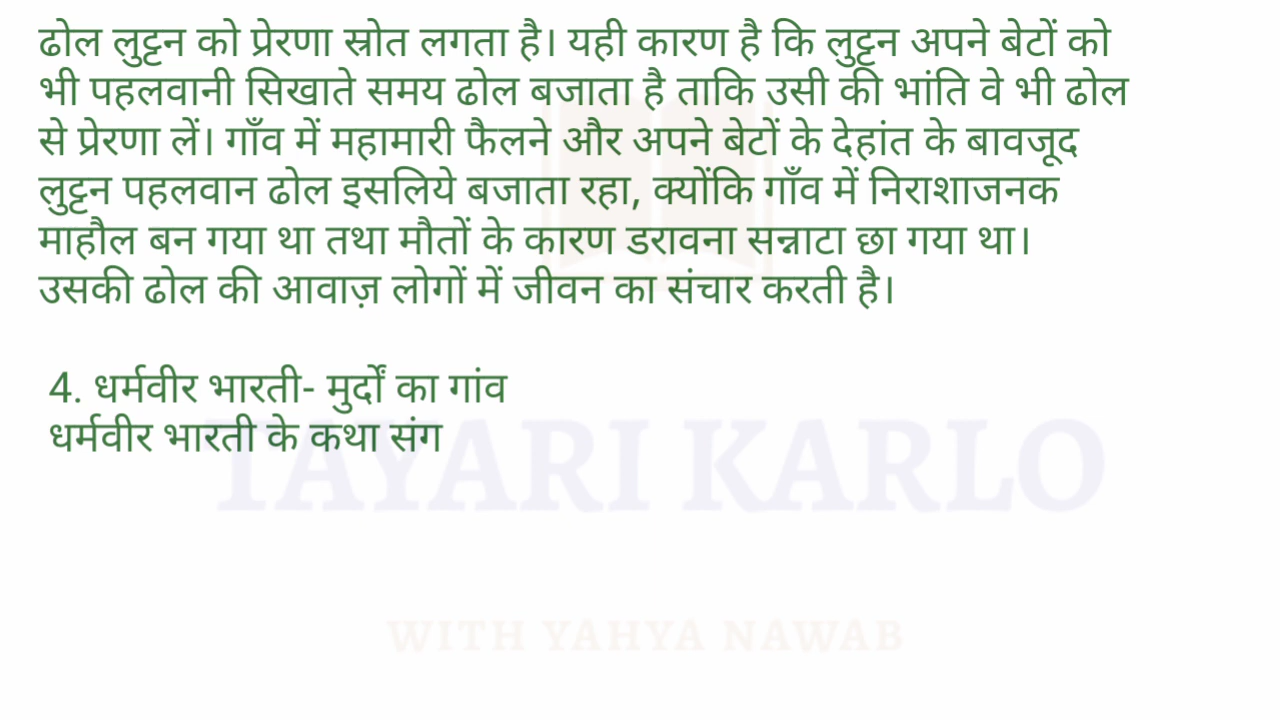 ढोल लुट्टन को प्रेरणा स्रोत लगता है। यही कारण है कि लुट्टन अपने बेटों को
भी पहलवानी सिखाते समय ढोल बजाता है ताकि उसी की भांति वे भी ढोल
से प्रेरणा लें। गाँव में महामारी फैलने और अपने बेटों के देहांत के बावजूद
लुट्टन पहलवान ढोल इसलिये बजाता रहा, क्योंकि गाँव में निराशाजनक
माहौल बन गया था तथा मौतों के कारण डरावना सन्नाटा छा गया था।
उसकी ढोल की आवाज़ लोगों में जीवन का संचार करती है।
4. धर्मवीर भारती- मुर्दों का गांव
धर्मवीर भारती के कथा संग
TAYARI KARLO
WITH YAHYA NAWAB